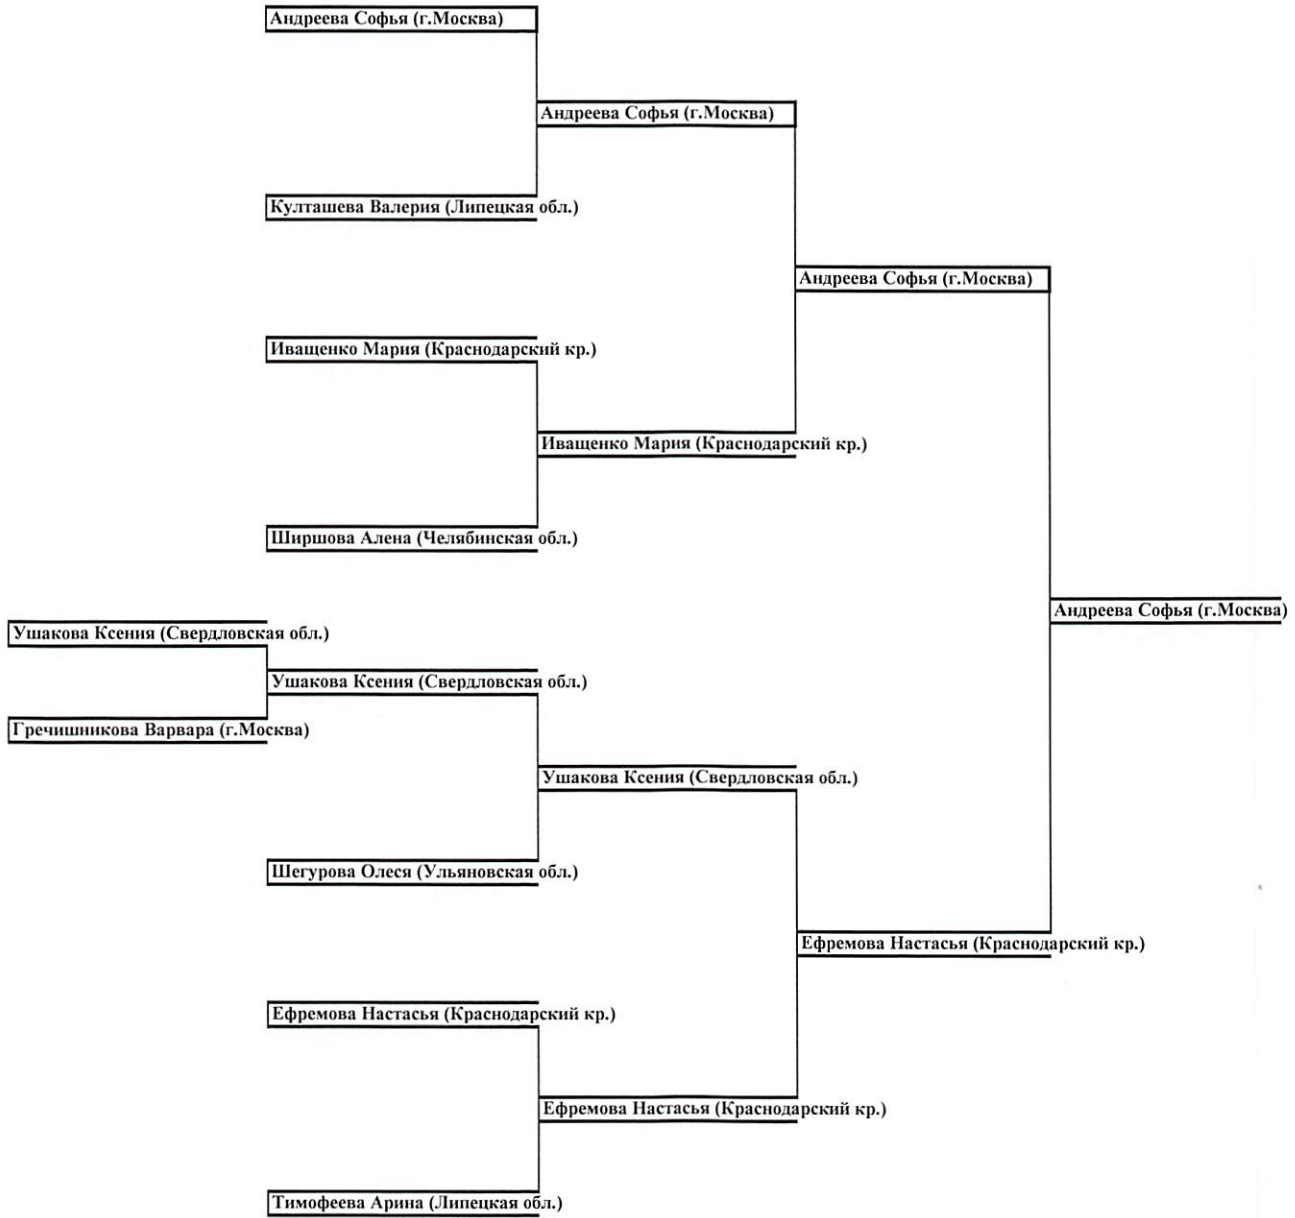 Андреева Софья (г.Москва)
Андреева Софья (г.Москва)
Култашева Валерия (Липецкая обл.)
Андреева Софья (г.Москва)
Иващенко Мария (Краснодарский кр.)
Иващенко Мария (Краснодарский кр.)
Ширшова Алена (Челябинская обл.)
Андреева Софья (г.Москва)
Ушакова Ксения (Свердловская обл.)
Ушакова Ксения (Свердловская обл.)
Гречишникова Варвара (г.Москва)
Ушакова Ксения (Свердловская обл.)
Шегурова Олеся (Ульяновская обл.)
Ефремова Настасья (Краснодарский кр.)
Ефремова Настасья (Краснодарский кр.)
Ефремова Настасья (Краснодарский кр.)
Тимофеева Арина (Липецкая обл.)